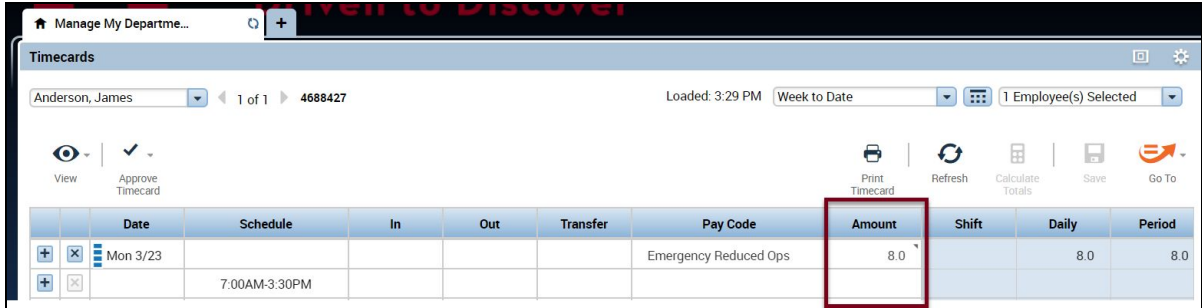 Driven to Discover
Manage My Departme... +
Timecards
Anderson, James 1 of 1 4688427 Loaded: 3:29 PM Week to Date 1 Employee(s) Selected
View Approve Timecard Print Timecard Refresh Calculate Totals Save Go To
Date Schedule In Out Transfer Pay Code Amount Shift Daily Period
Mon 3/23 Emergency Reduced Ops 8.0 8.0 8.0
7:00AM-3:30PM